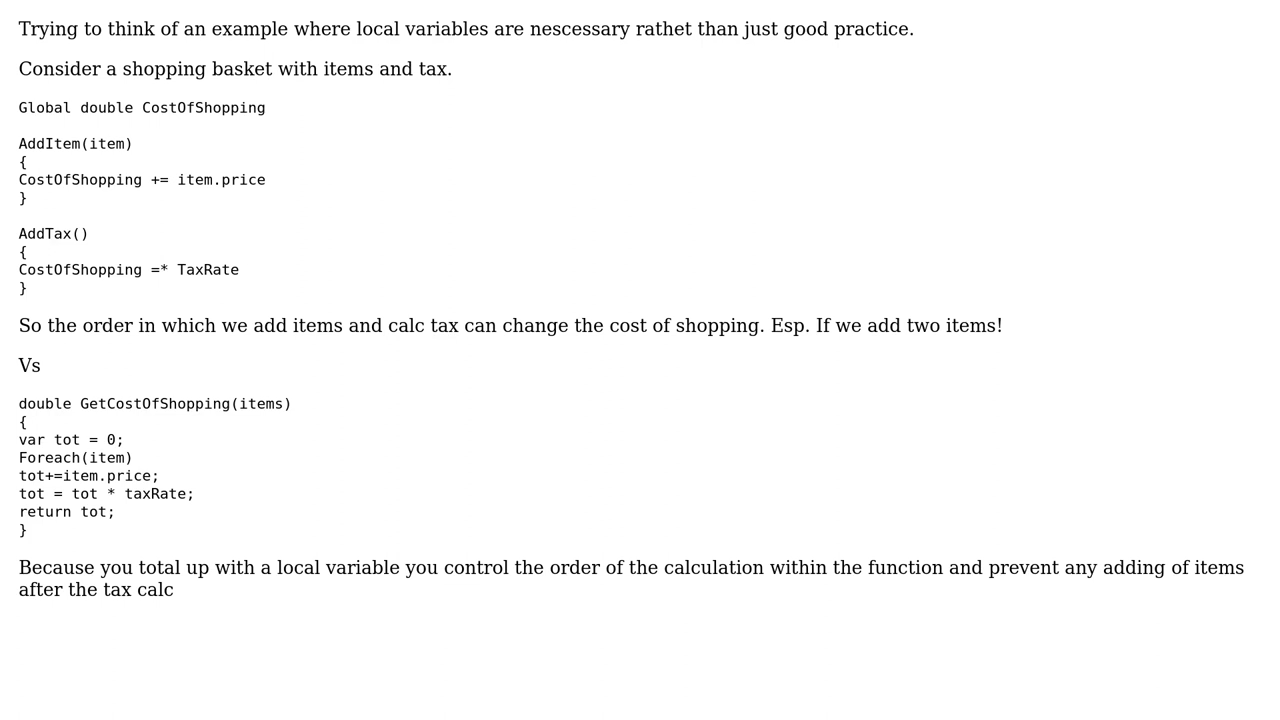 Trying to think of an example where local variables are nescessary rathet than just good practice.
Consider a shopping basket with items and tax.
Global double CostOfShopping
AddItem(item)
{
CostOfShopping += item.price
}
AddTax()
{
CostOfShopping =* TaxRate
}
So the order in which we add items and calc tax can change the cost of shopping. Esp. If we add two items!
Vs
double GetCostOfShopping(items)
{
var tot = 0;
Foreach(item)
tot+=item.price;
tot = tot * taxRate;
return tot;
}
Because you total up with a local variable you control the order of the calculation within the function and prevent any adding of items
after the tax calc